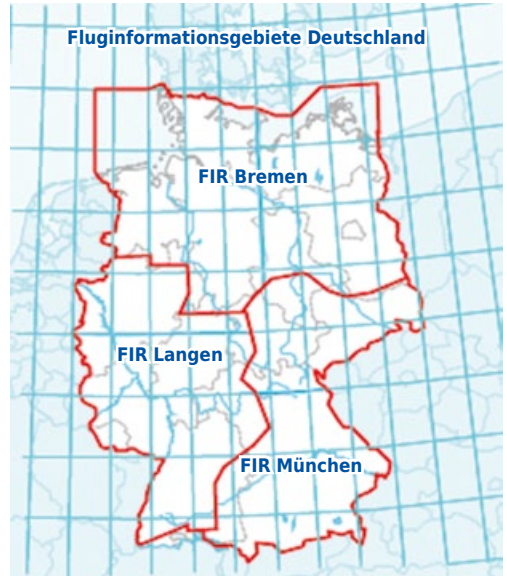 Fluginformationsgebiete Deutschland
FIR Bremen
FIR Langen
FIR München